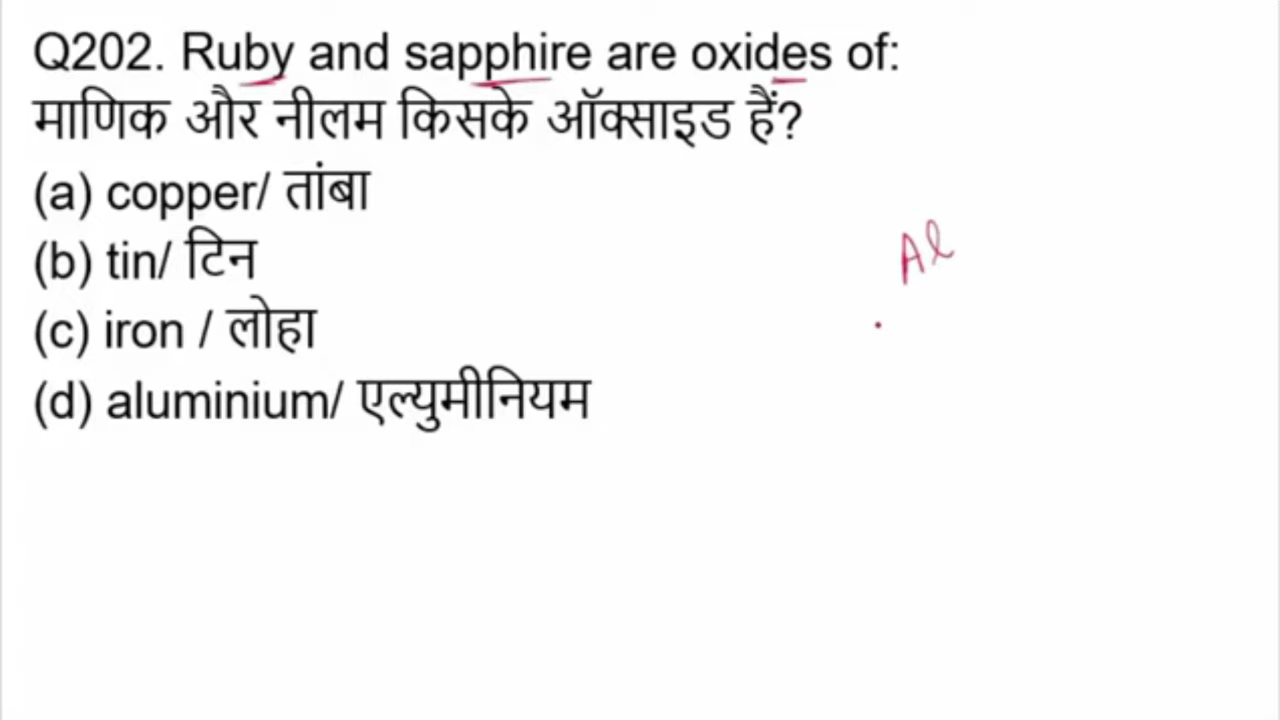 Q202. Ruby and sapphire are oxides of:
माणिक और नीलम किसके ऑक्साइड हैं?
(a) copper/ तांबा
(b) tin/ टिन
Al
(c) iron / लोहा
(d) aluminium/ एल्युमीनियम